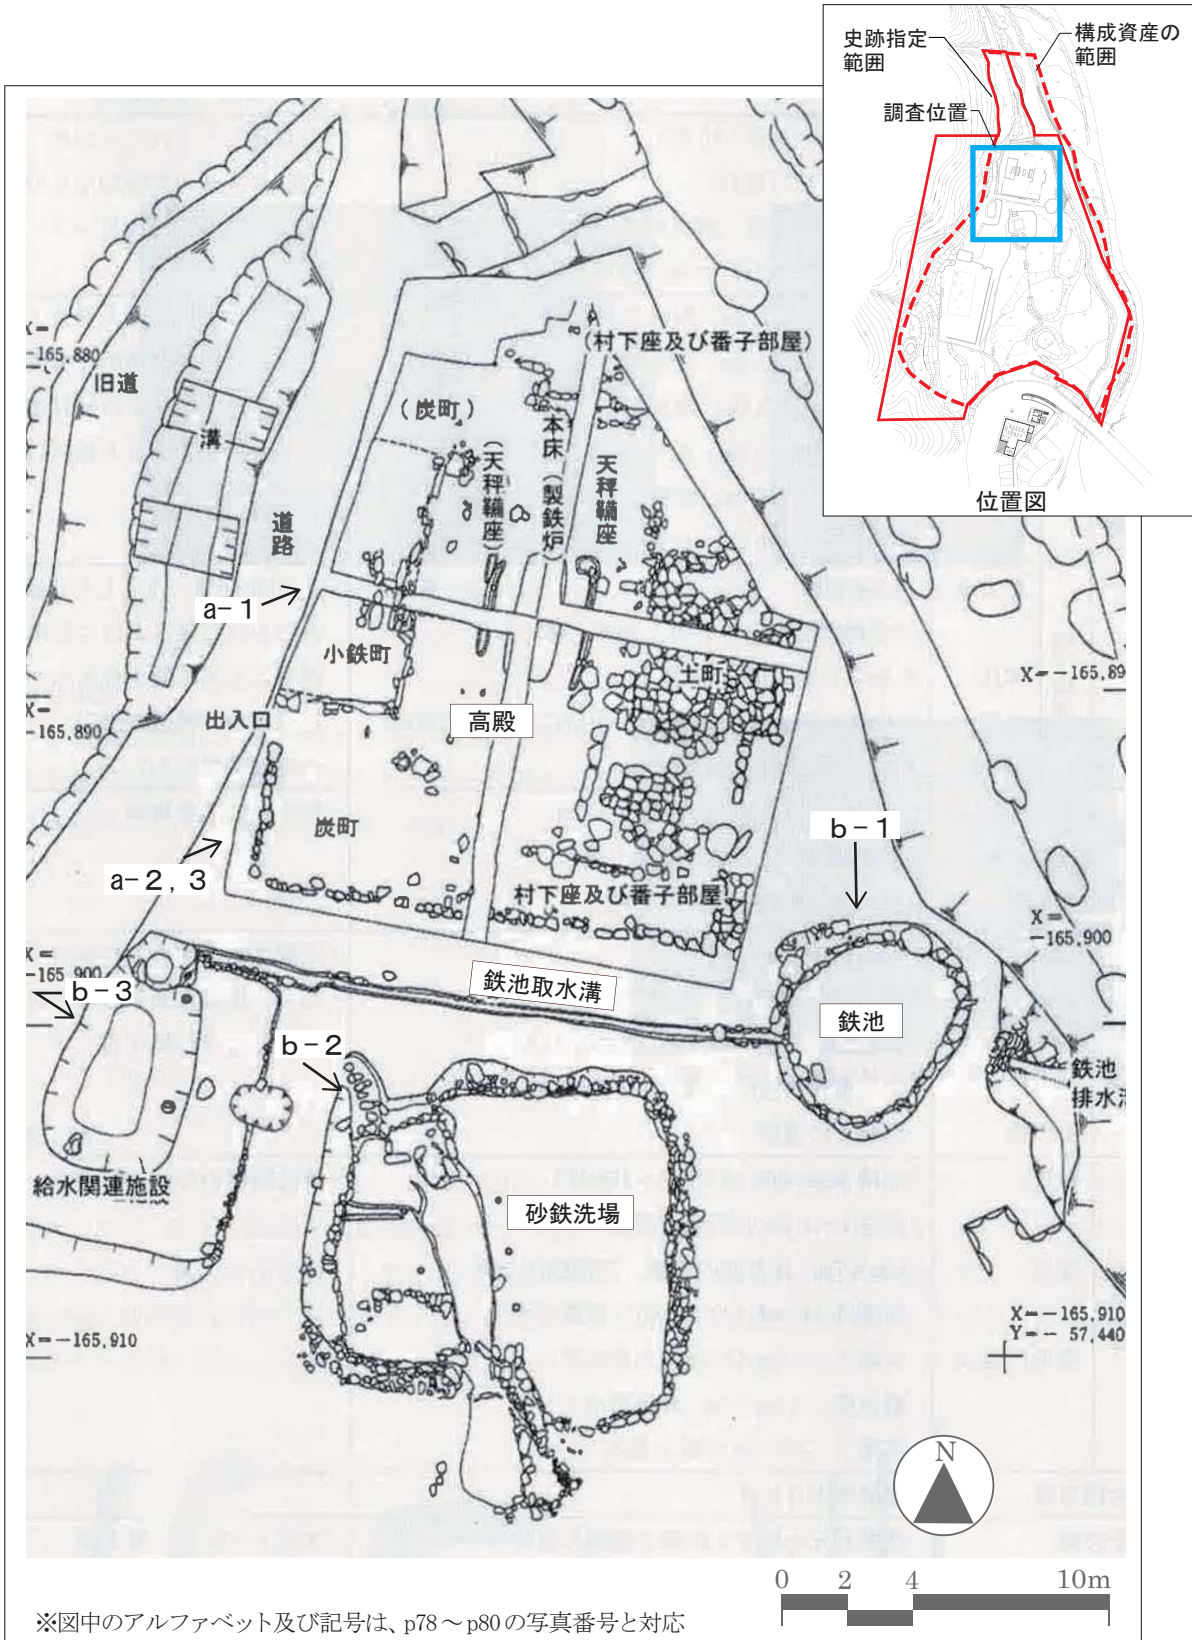 史跡指定
範囲
構成資産の
範囲
調査位置
位置図
(村下座及び番子部屋)
X=
-165,880
旧道
(炭町)
溝
(天秤鞴座)
本床(製鉄炉)
天秤鞴座
道路
a-1
小鉄町
土町
X=-165,89
X=
-165,890
出入口
高殿
炭町
b-1
a-2, 3
村下座及び番子部屋
X=
-165,900
X=
-165,900
b-3
鉄池取水溝
鉄池
b-2
鉄池
排水
給水関連施設
砂鉄洗場
X=-165,910
X=-165,910
Y=- 57,440
N
0 2 4 10m
※図中のアルファベット及び記号は、p78～p80の写真番号と対応